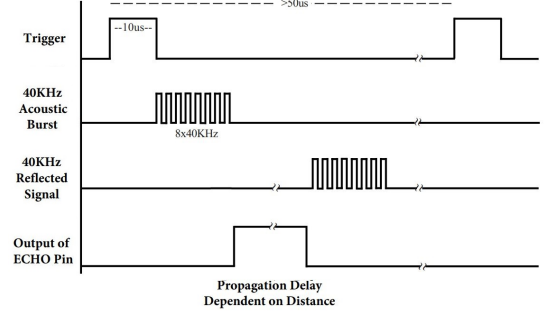 >50us
Trigger
--10us--
40KHz
Acoustic
Burst
8x40KHz
40KHz
Reflected
Signal
Output of
ECHO Pin
Propagation Delay
Dependent on Distance